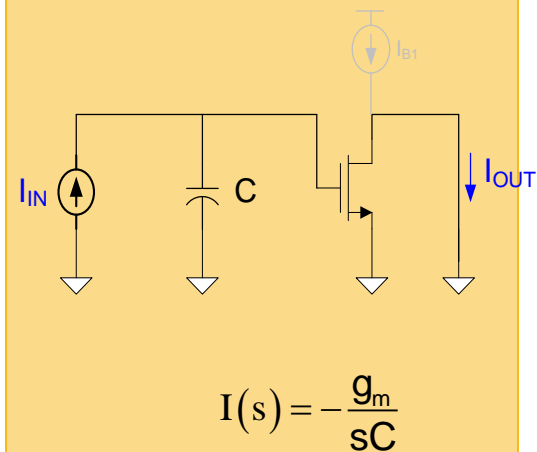 I_B1
I_IN
C
I_OUT
I(s) = - g_m / sC